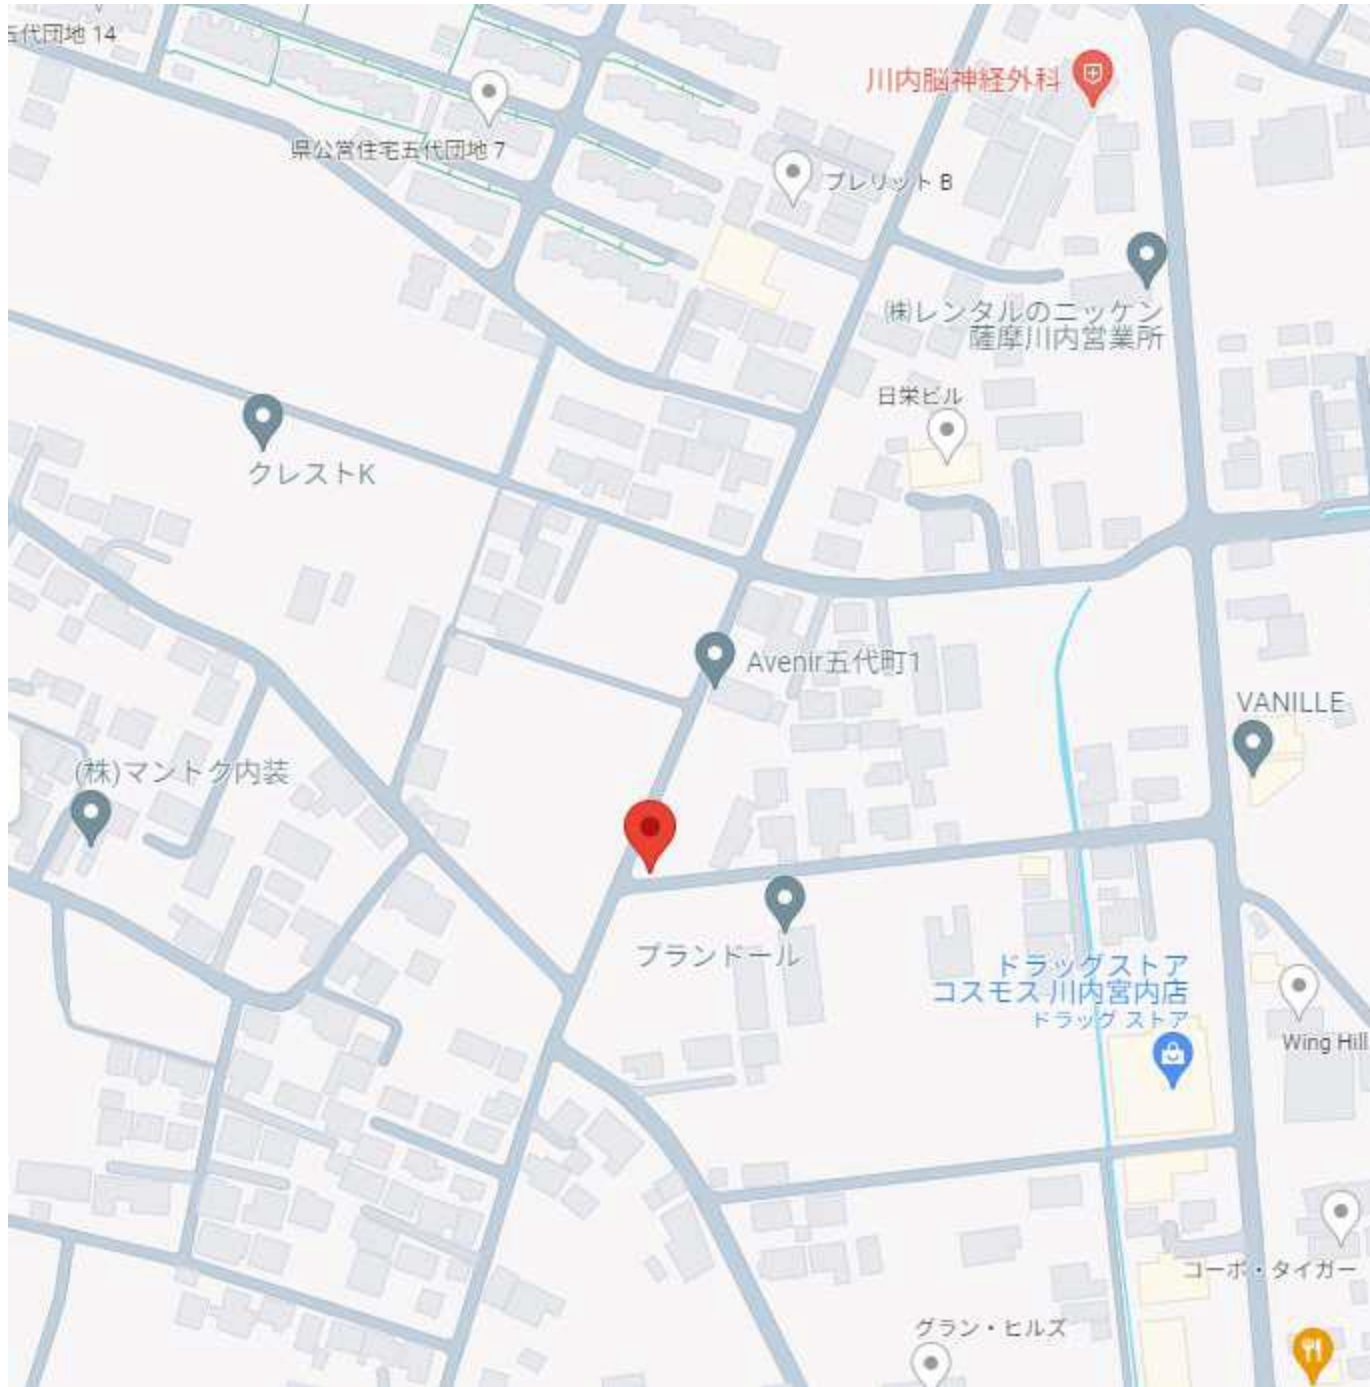 五代団地 14
川内脳神経外科
県公営住宅五代団地 7
ブレリット B
㈱レンタルのニッケン
薩摩川内営業所
日栄ビル
クレストK
Avenir五代町1
VANILLE
(株)マントク内装
ブランドール
ドラッグストア
コスモス 川内宮内店
ドラッグ ストア
Wing Hill
コーポ・タイガー
グラン・ヒルズ